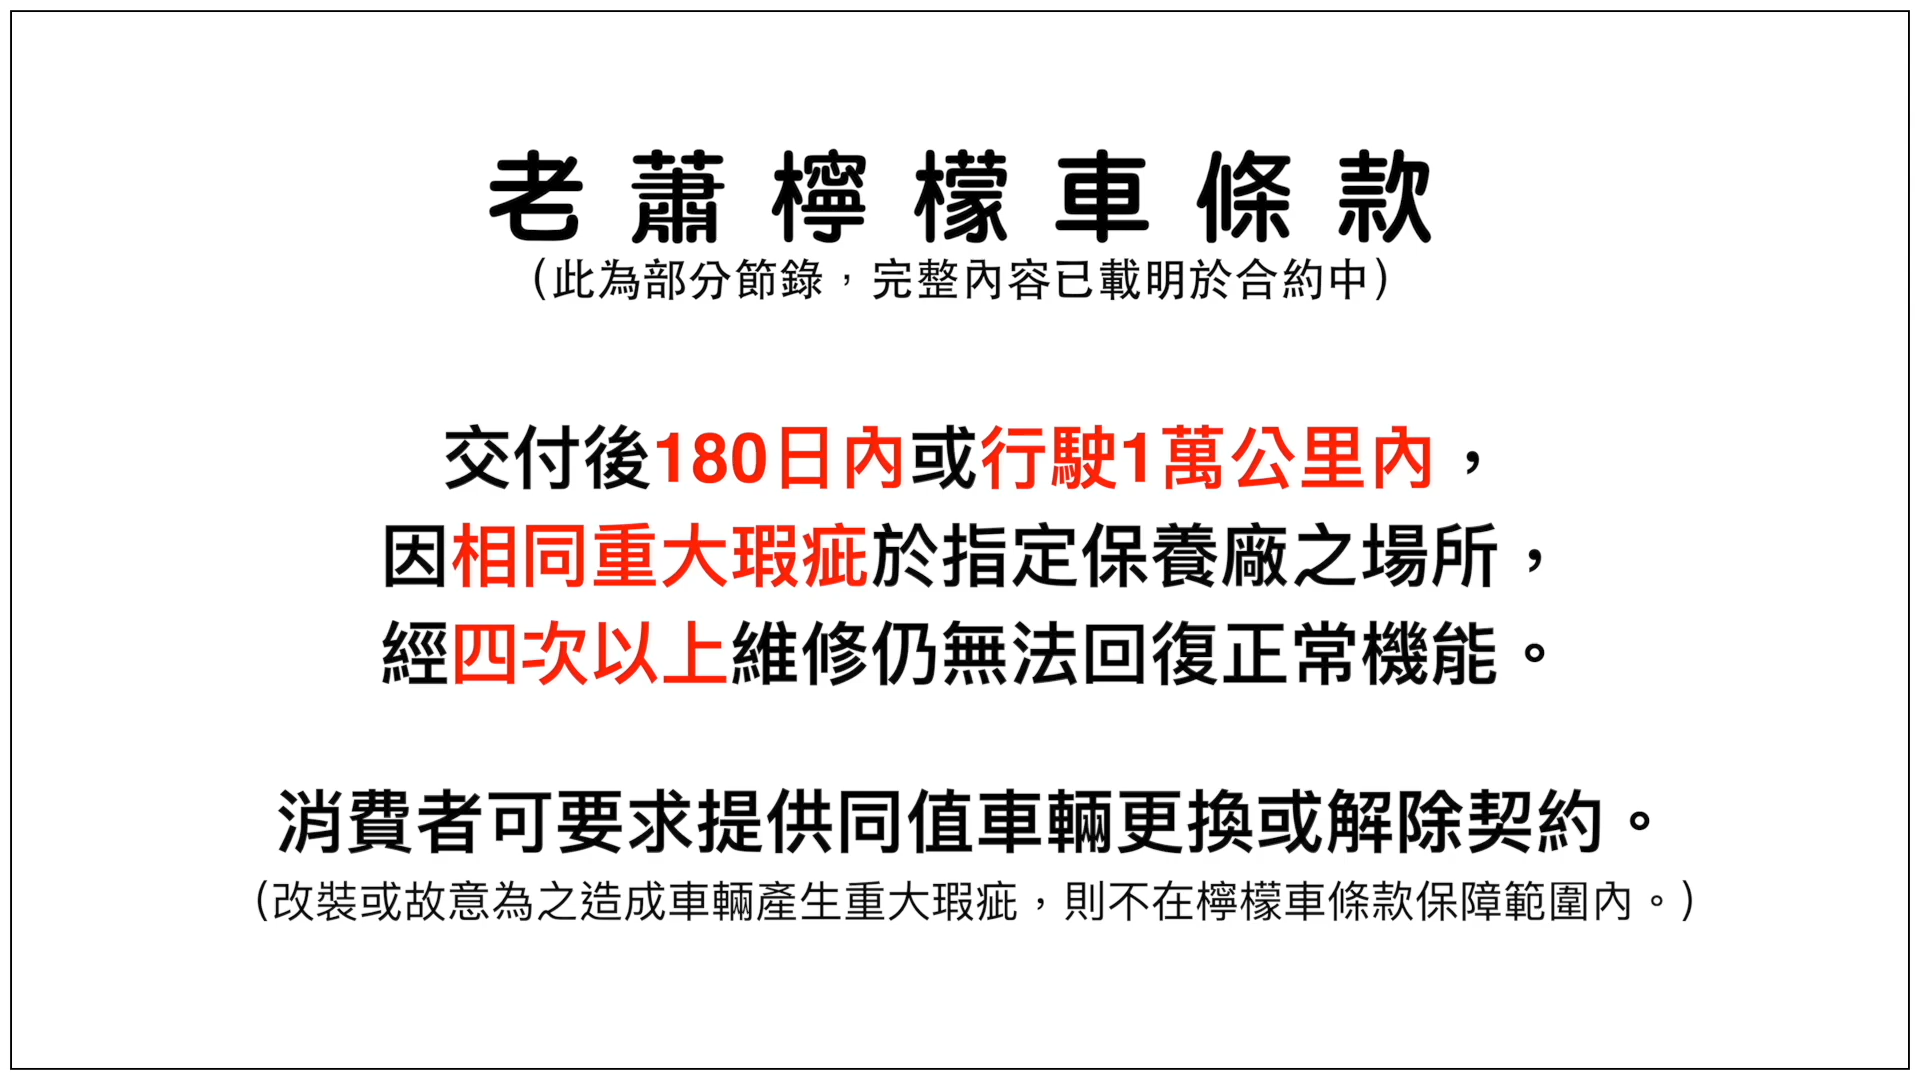 老蕭檸檬車條款
(此為部分節錄，完整內容已載明於合約中)
交付後180日內或行駛1萬公里內，
因相同重大瑕疵於指定保養廠之場所，
經四次以上維修仍無法回復正常機能。
消費者可要求提供同值車輛更換或解除契約。
(改裝或故意為之造成車輛產生重大瑕疵，則不在檸檬車條款保障範圍內。)